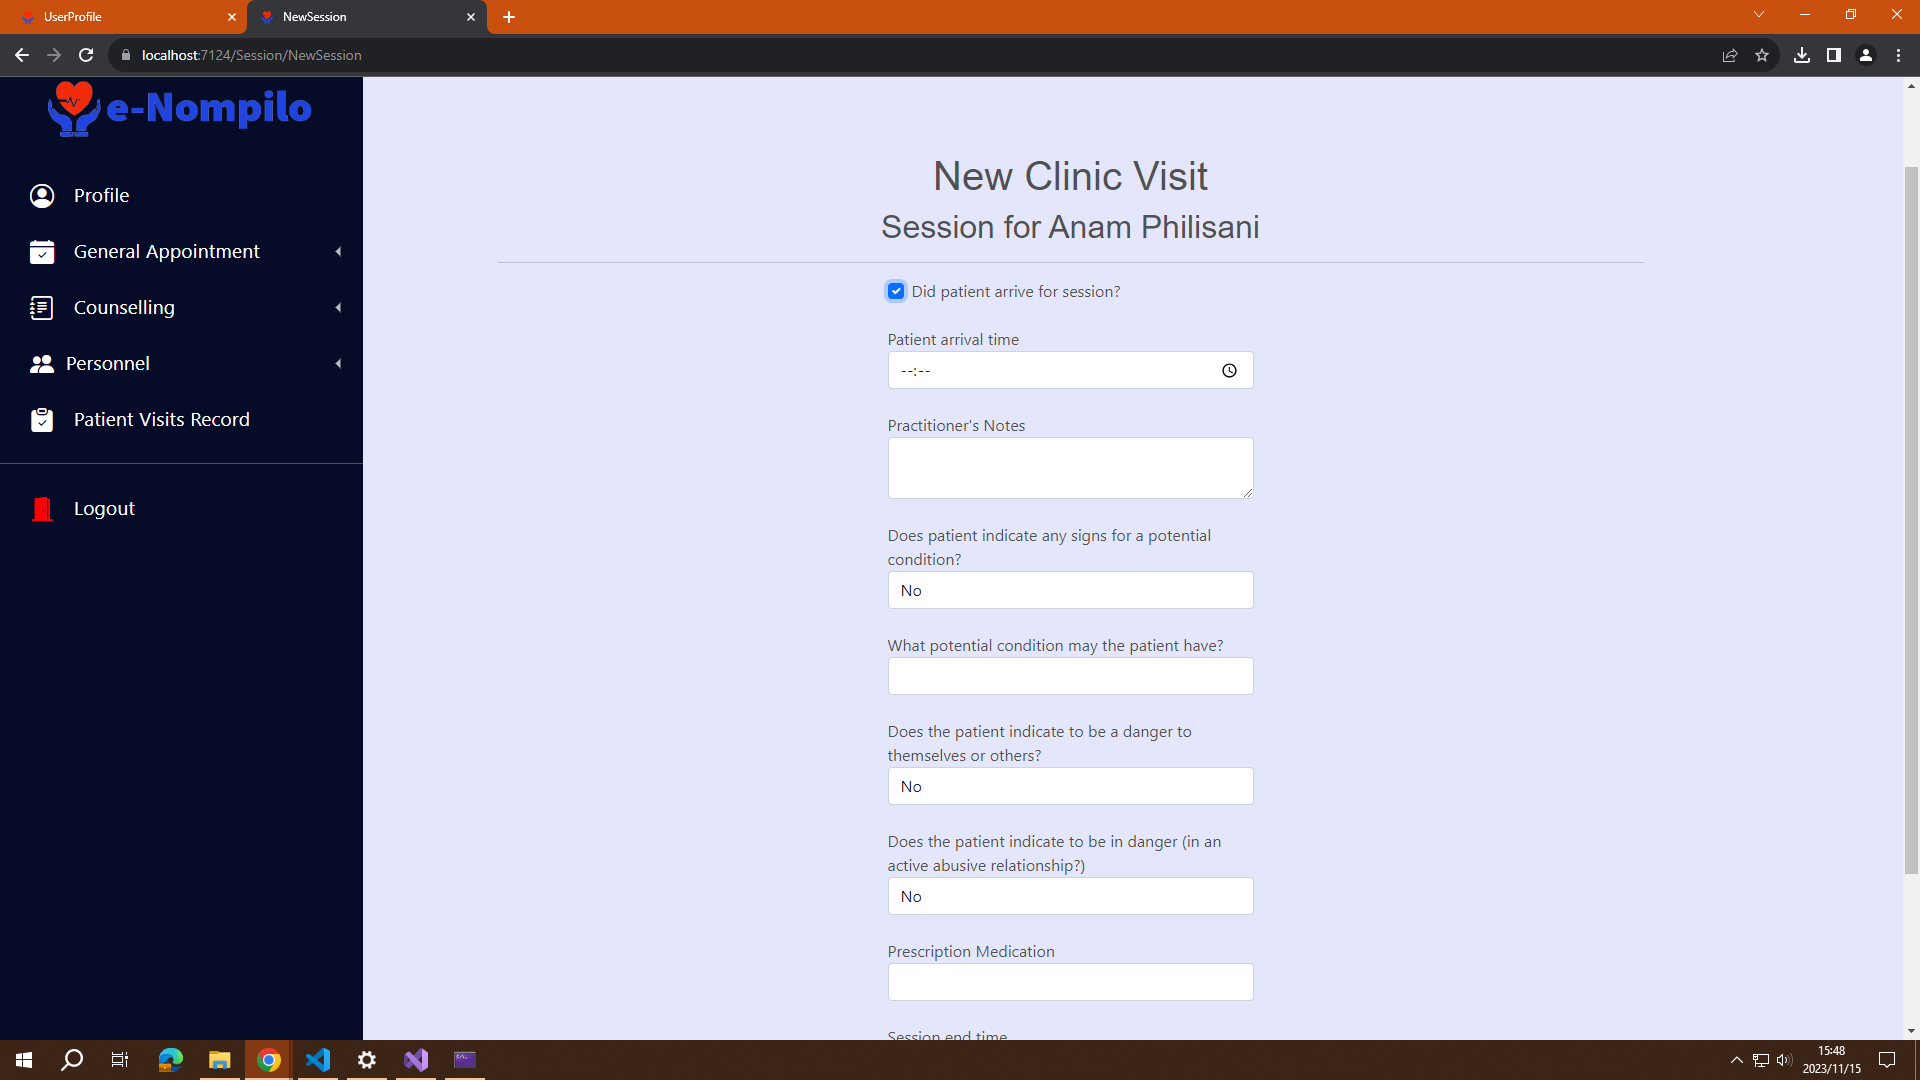 UserProfile
NewSession
localhost:7124/Session/NewSession
e-Nompilo
Profile
General Appointment
Counselling
Personnel
Patient Visits Record
Logout
New Clinic Visit
Session for Anam Philisani
Did patient arrive for session?
Patient arrival time
--:--
Practitioner's Notes
Does patient indicate any signs for a potential
condition?
No
What potential condition may the patient have?
Does the patient indicate to be a danger to
themselves or others?
No
Does the patient indicate to be in danger (in an
active abusive relationship?)
No
Prescription Medication
Session end time
15:48
2023/11/15